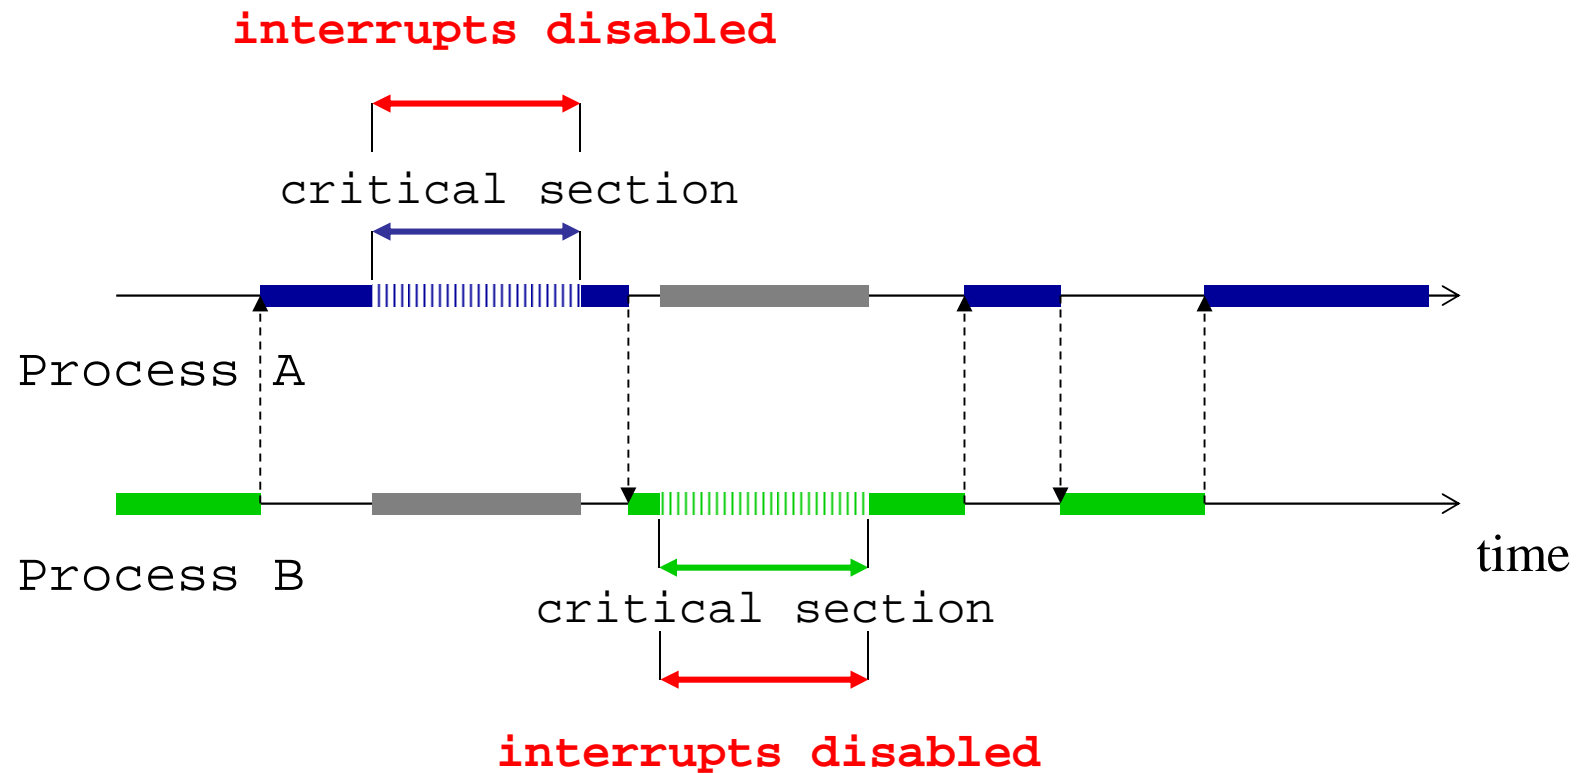 interrupts disabled
critical section
Process A
time
Process B
critical section
interrupts disabled